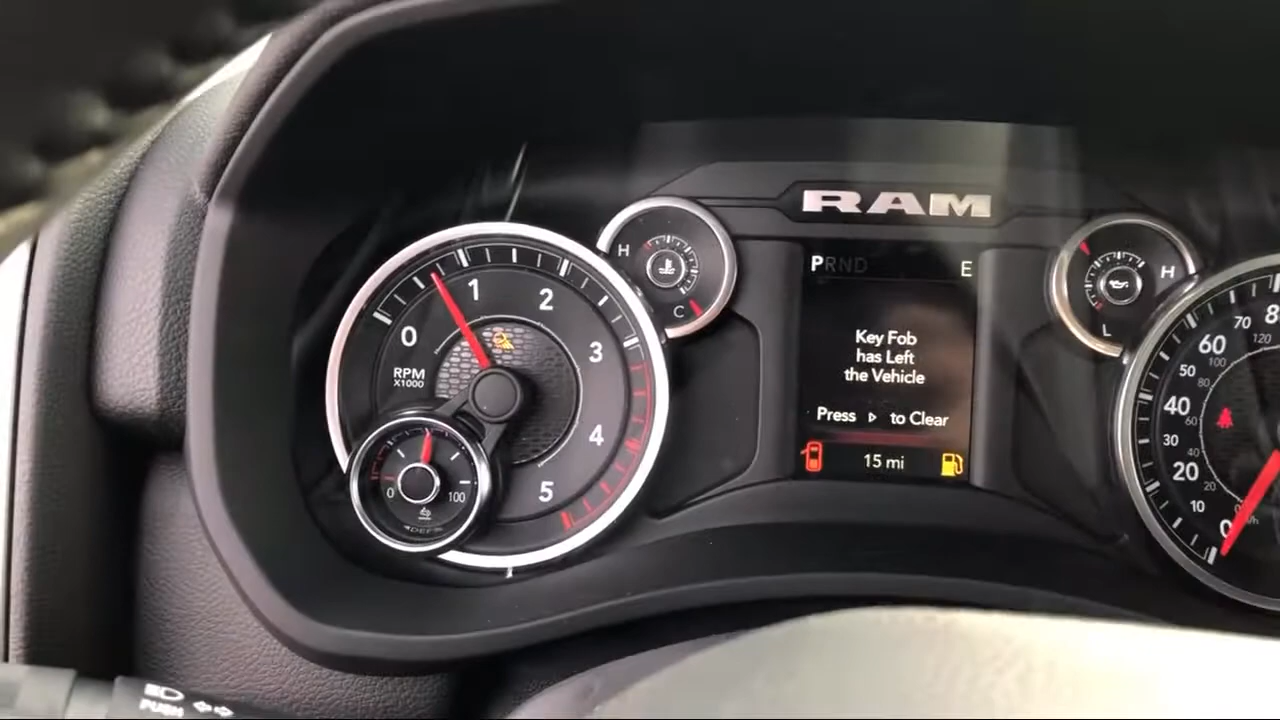 RAM
PRND E
Key Fob
has Left
the Vehicle
Press ▷ to Clear
15 mi
0 1 2 3 4 5
RPM
X1000
H
C
0 100
DEF
H
L
0 10 20 30 40 50 60 70 8
20 40 60 80 100 120
PUSH